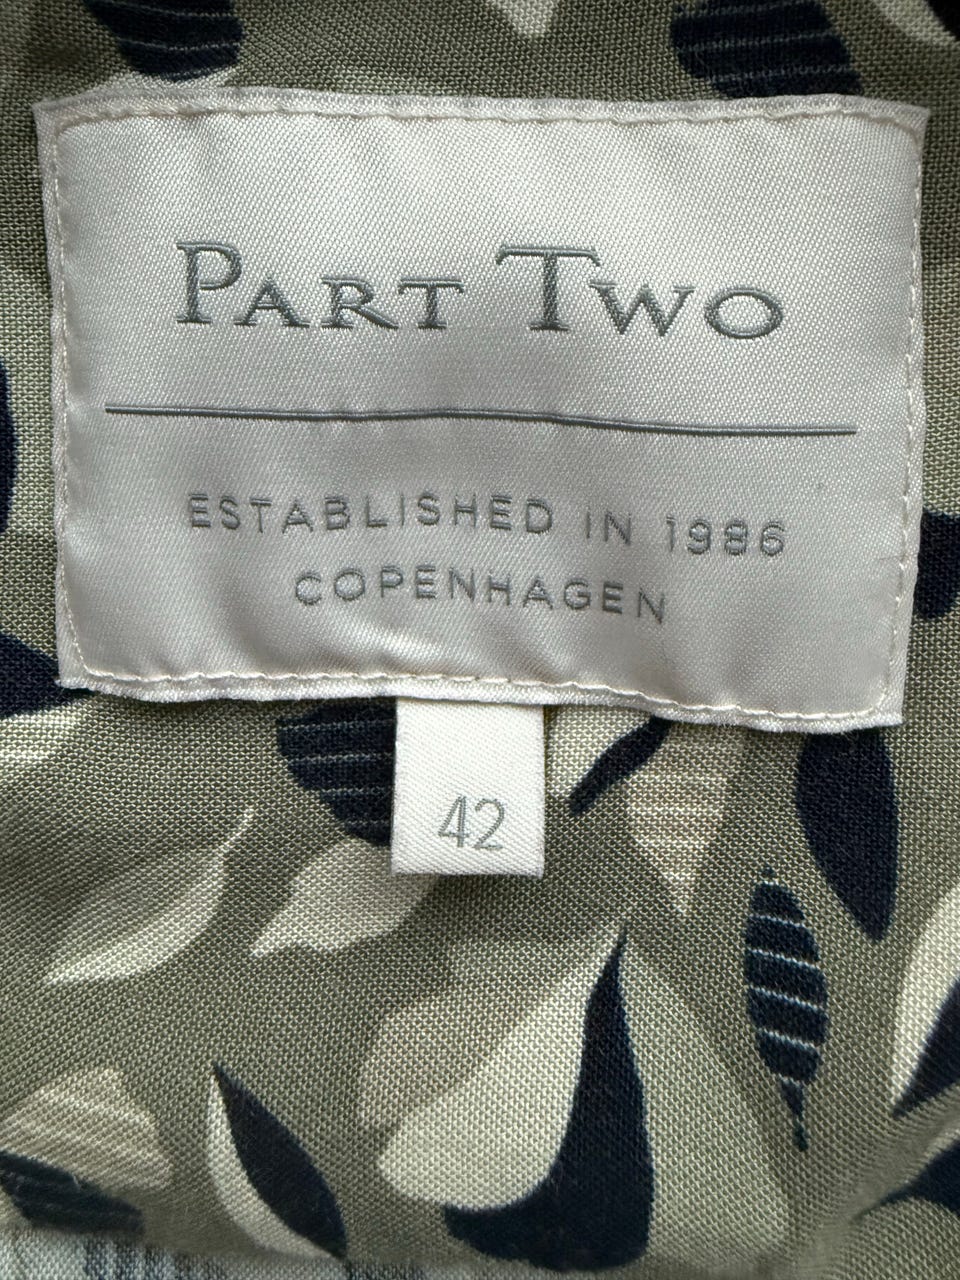 PART TWO
ESTABLISHED IN 1986
COPENHAGEN
42